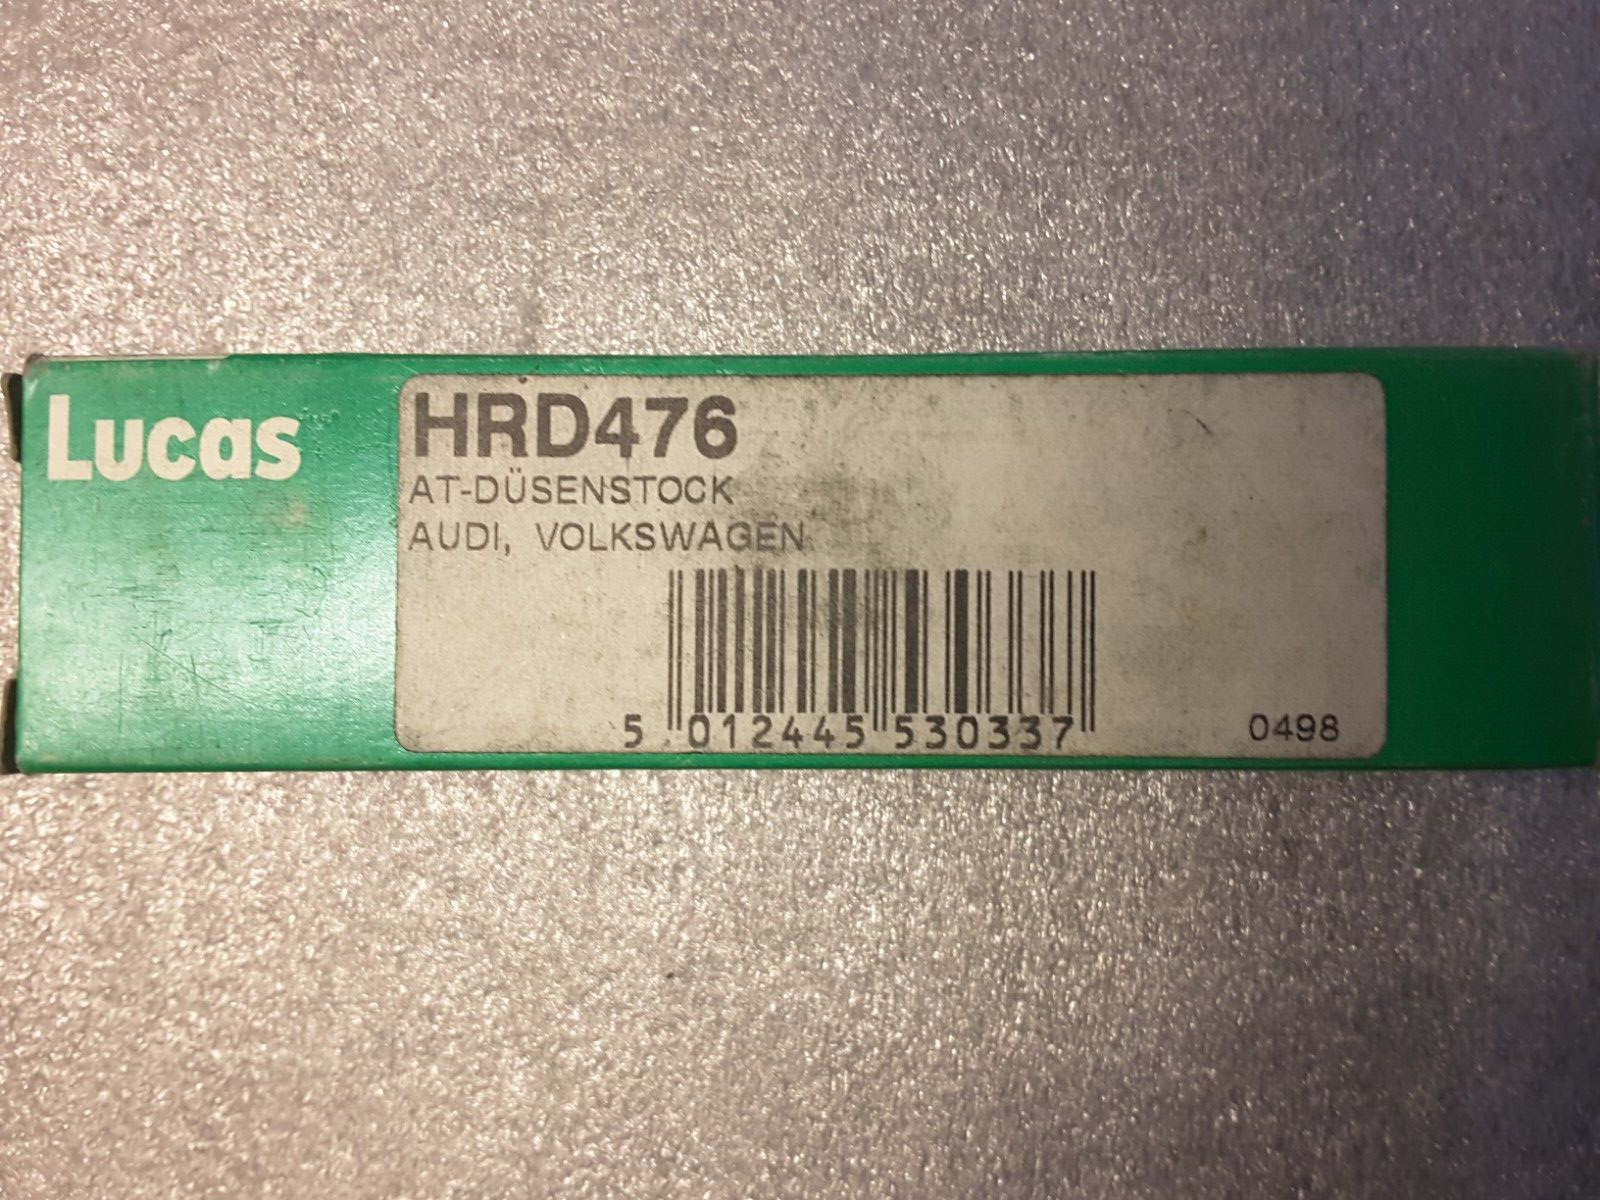 Lucas
HRD476
AT-DÜSENSTOCK
AUDI, VOLKSWAGEN
5 012445 530337
0498